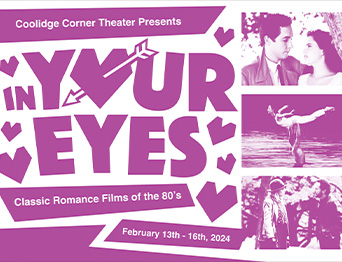 Coolidge Corner Theater Presents
IN YOUR
EYES
Classic Romance Films of the 80's
February 13th - 16th, 2024